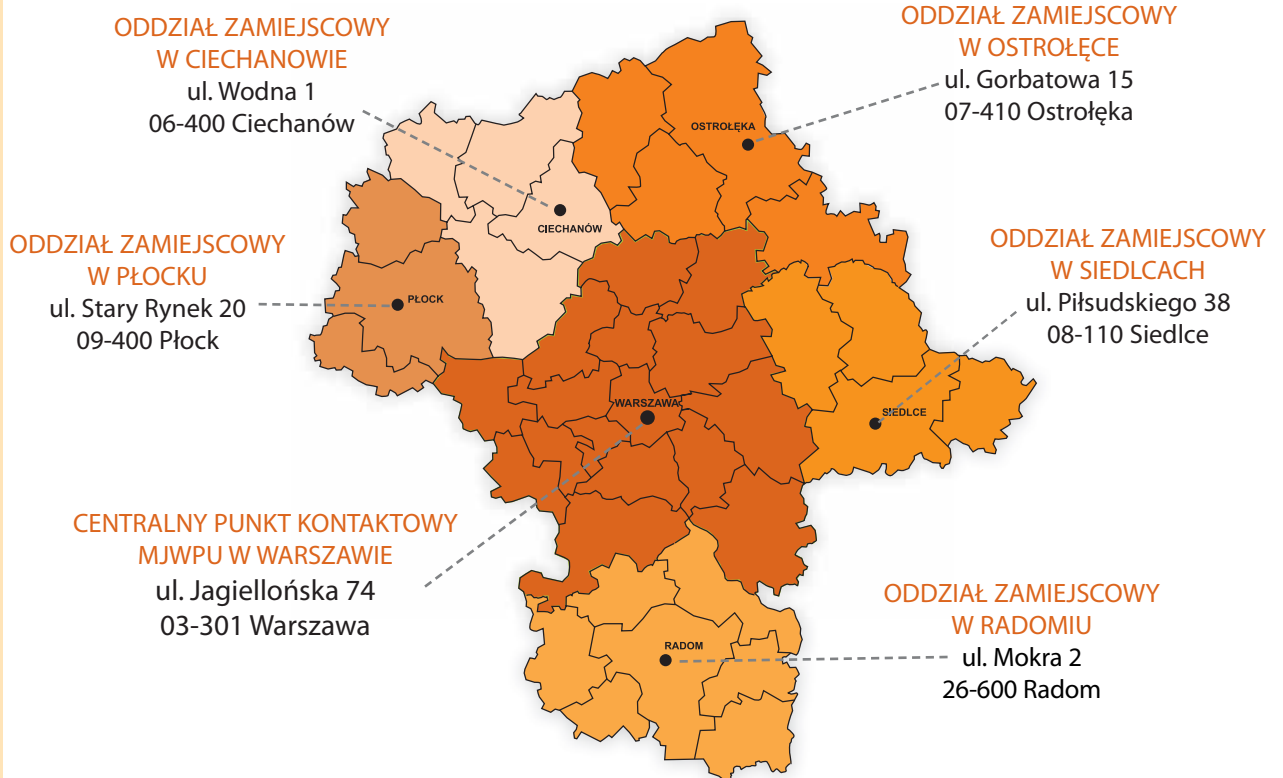 ODDZIAŁ ZAMIEJSCOWY
W CIECHANOWIE
ul. Wodna 1
06-400 Ciechanów
ODDZIAŁ ZAMIEJSCOWY
W OSTROŁĘCE
ul. Gorbatowa 15
07-410 Ostrołęka
OSTROŁĘKA
CIECHANÓW
ODDZIAŁ ZAMIEJSCOWY
W PŁOCKU
ul. Stary Rynek 20
09-400 Płock
PŁOCK
ODDZIAŁ ZAMIEJSCOWY
W SIEDLCACH
ul. Piłsudskiego 38
08-110 Siedlce
WARSZAWA
SIEDLCE
CENTRALNY PUNKT KONTAKTOWY
MJWPU W WARSZAWIE
ul. Jagiellońska 74
03-301 Warszawa
RADOM
ODDZIAŁ ZAMIEJSCOWY
W RADOMIU
ul. Mokra 2
26-600 Radom